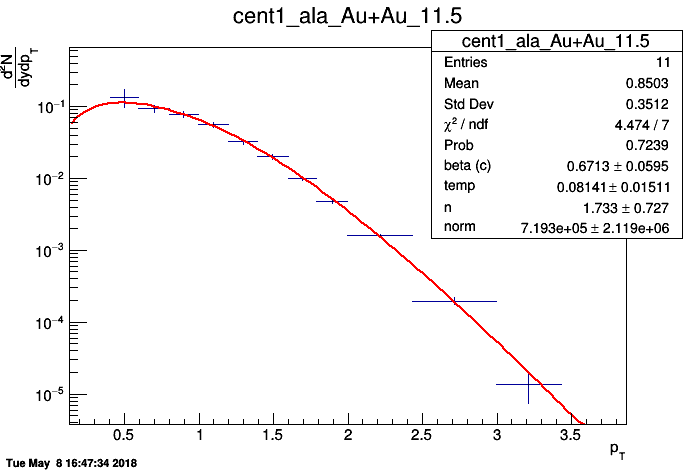 cent1_ala_Au+Au_11.5
d²N
dydp_T
cent1_ala_Au+Au_11.5
Entries 11
Mean 0.8503
Std Dev 0.3512
χ² / ndf 4.474 / 7
Prob 0.7239
beta (c) 0.6713 ± 0.0595
temp 0.08141 ± 0.01511
n 1.733 ± 0.727
norm 7.193e+05 ± 2.119e+06
10⁻¹
10⁻²
10⁻³
10⁻⁴
10⁻⁵
0.5 1 1.5 2 2.5 3 3.5
p_T
Tue May 8 16:47:34 2018